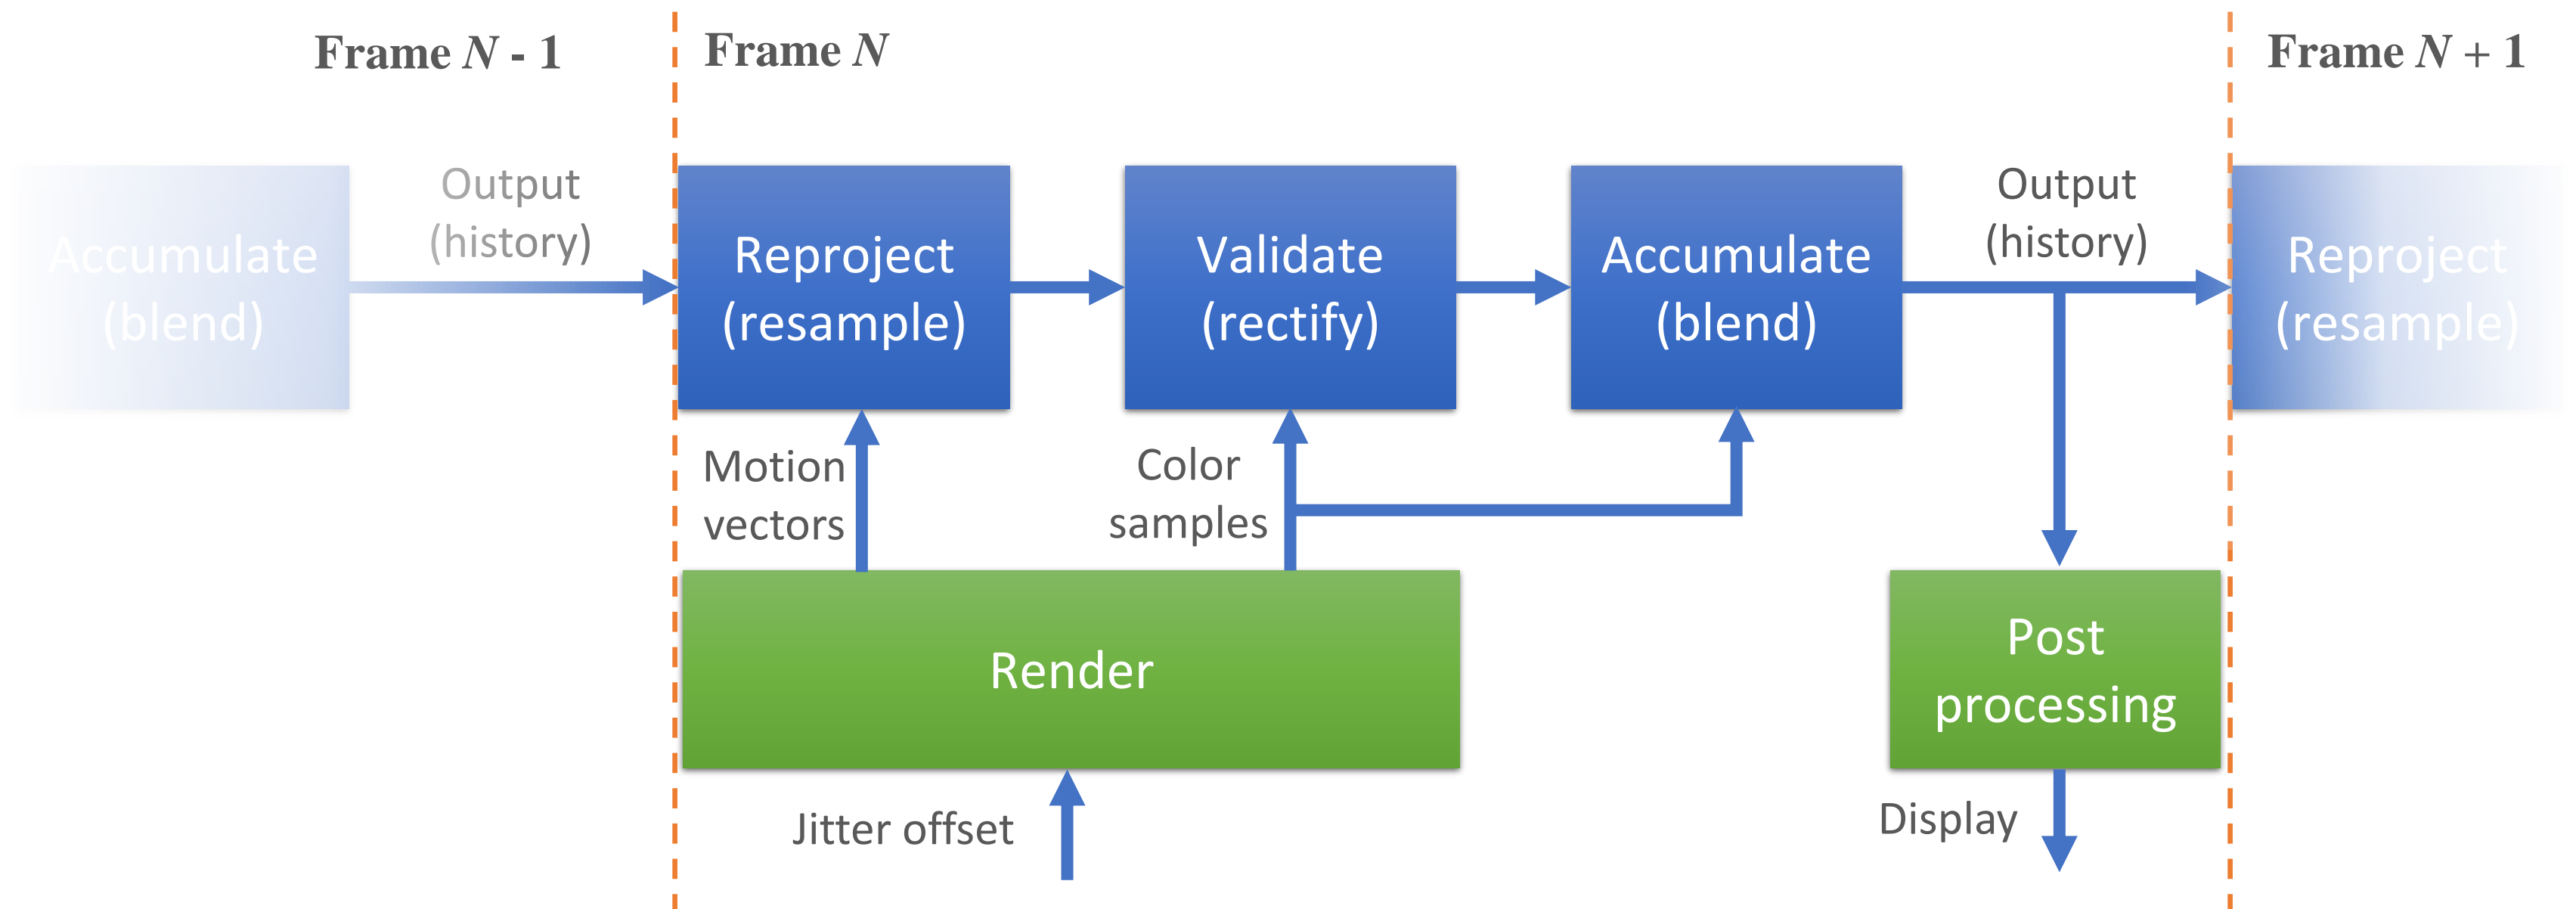 Frame N - 1
Frame N
Frame N + 1
Accumulate
(blend)
Output
(history)
Reproject
(resample)
Validate
(rectify)
Accumulate
(blend)
Output
(history)
Reproject
(resample)
Motion
vectors
Color
samples
Render
Post
processing
Jitter offset
Display